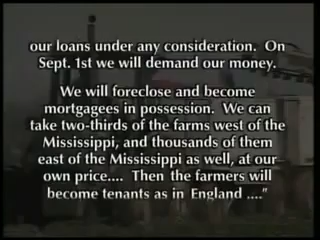 our loans under any consideration.  On
Sept. 1st we will demand our money.
We will foreclose and become
mortgagees in possession.  We can
take two-thirds of the farms west of the
Mississippi, and thousands of them
east of the Mississippi as well, at our
own price....  Then the farmers will
become tenants as in England ...."